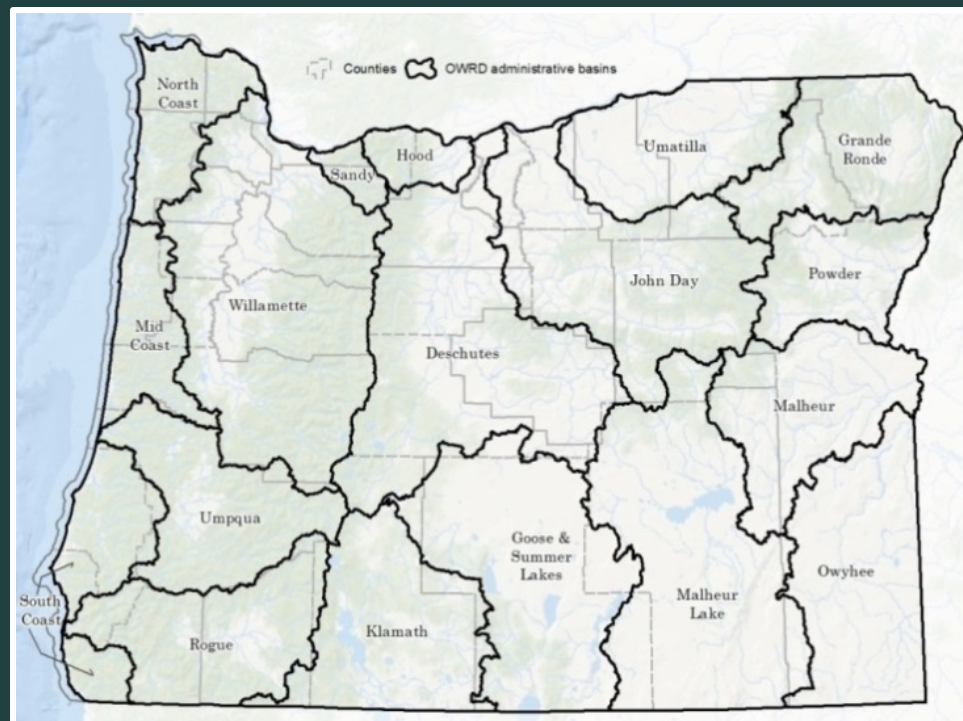 Counties OWRD administrative basins
North
Coast
Sandy
Hood
Umatilla
Grande
Ronde
Willamette
Mid
Coast
Deschutes
John Day
Powder
Malheur
Umpqua
Goose &
Summer
Lakes
Malheur
Lake
Owyhee
South
Coast
Rogue
Klamath